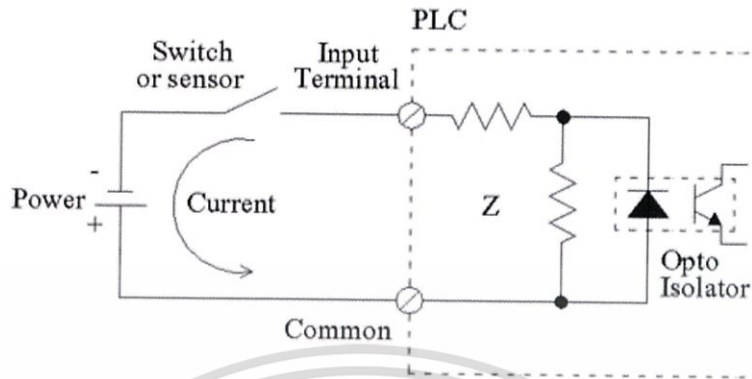 PLC
Switch
or sensor
Input
Terminal
-
Power
+
Current
Z
Opto
Isolator
Common